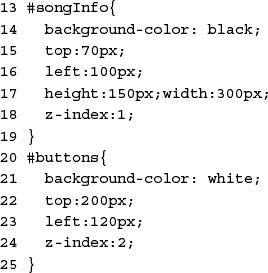 13 #songInfo{
14   background-color: black;
15   top:70px;
16   left:100px;
17   height:150px;width:300px;
18   z-index:1;
19 }
20 #buttons{
21   background-color: white;
22   top:200px;
23   left:120px;
24   z-index:2;
25 }